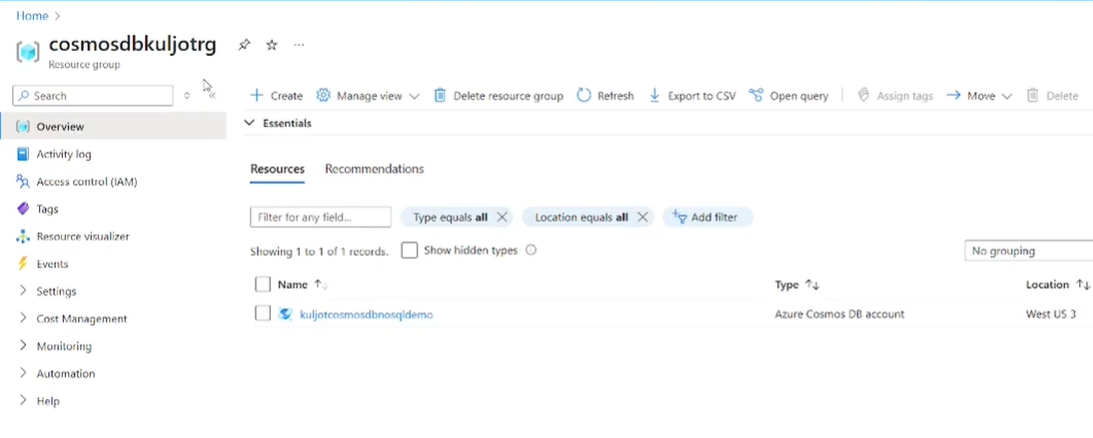 Home >
cosmosdbkuljotrg ...
Resource group
Search
Overview
Activity log
Access control (IAM)
Tags
Resource visualizer
Events
Settings
Cost Management
Monitoring
Automation
Help
+ Create Manage view Delete resource group Refresh Export to CSV Open query Assign tags Move Delete
Essentials
Resources Recommendations
Filter for any field... Type equals all Location equals all Add filter
Showing 1 to 1 of 1 records. Show hidden types
No grouping
Name Type Location
kuljotcosmosdbnosqldemo Azure Cosmos DB account West US 3